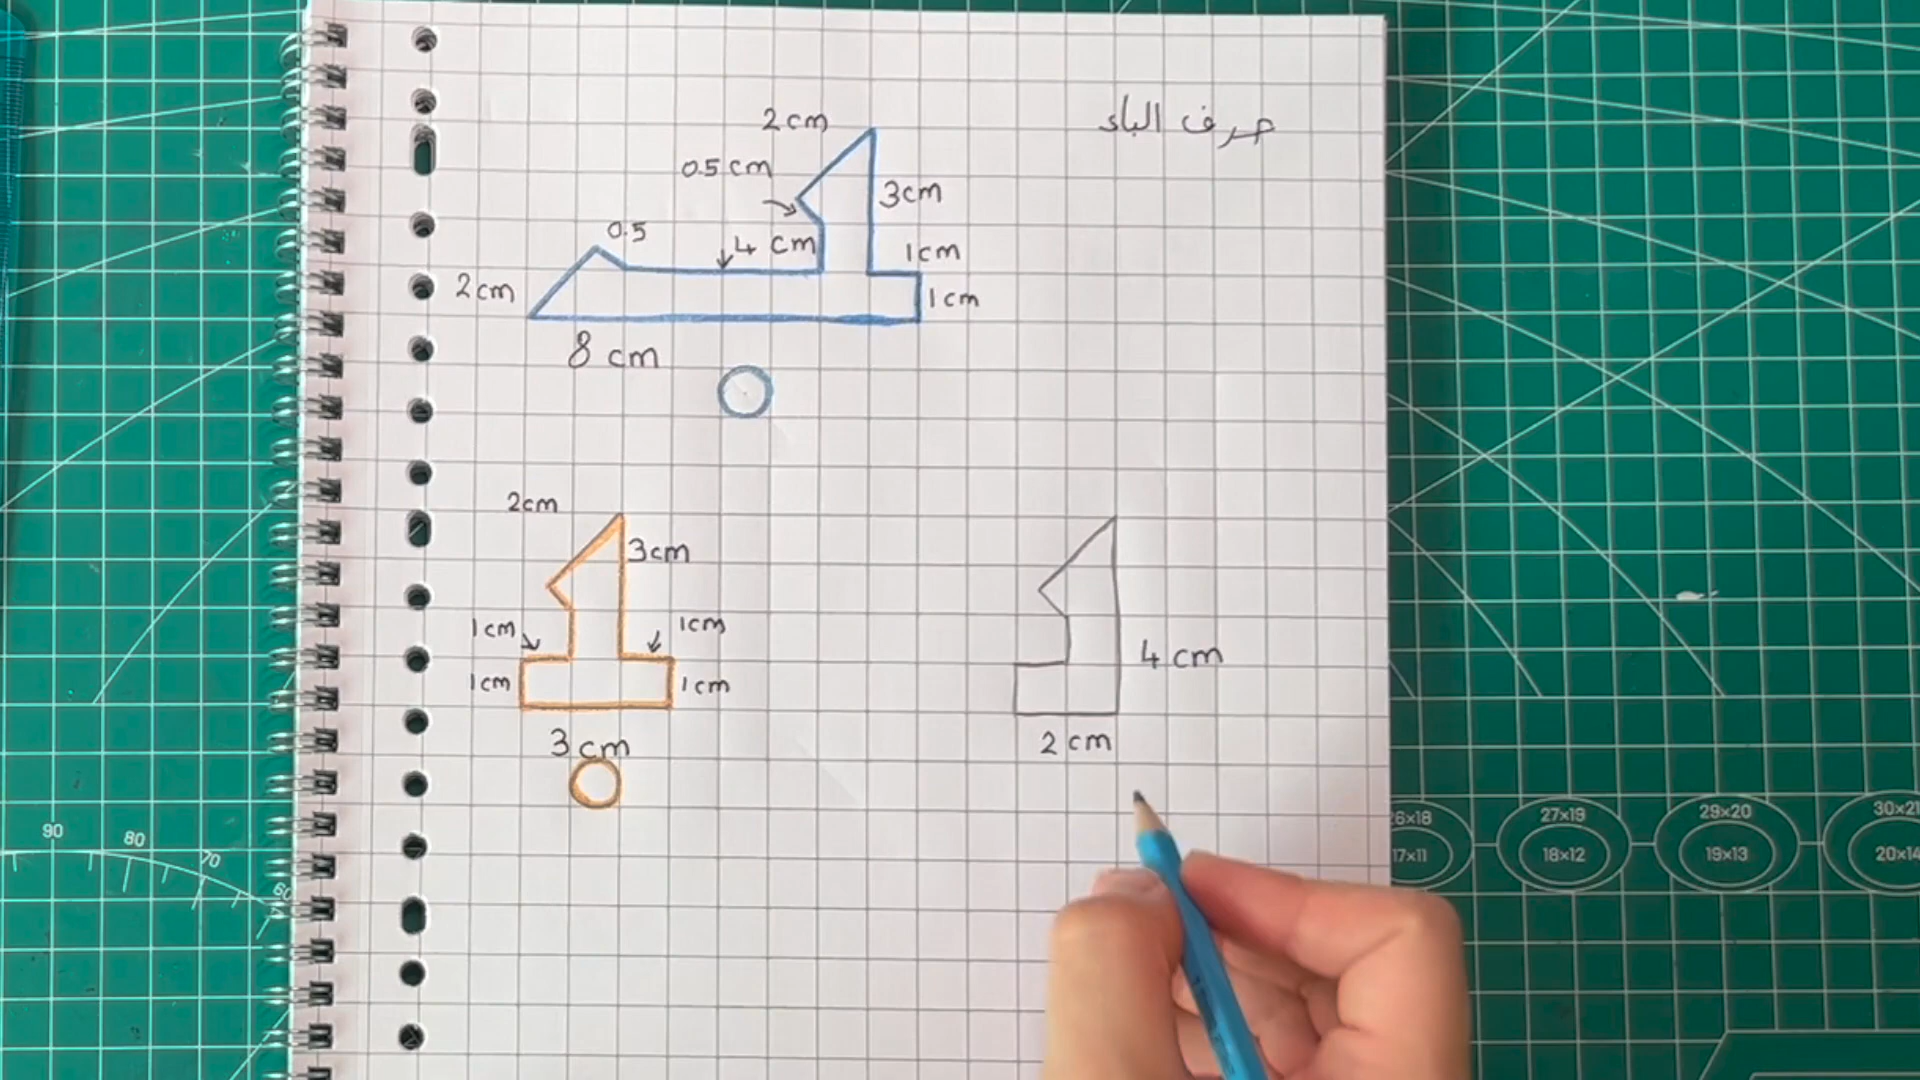 حرف الباء
2cm
0.5 cm
3cm
0.5
4 cm
1cm
2cm
1cm
8 cm
2cm
3cm
1cm
1cm
1cm
1cm
4 cm
3 cm
2 cm
90
80
70
60
26×18
17×11
27×19
18×12
29×20
19×13
30×21
20×14